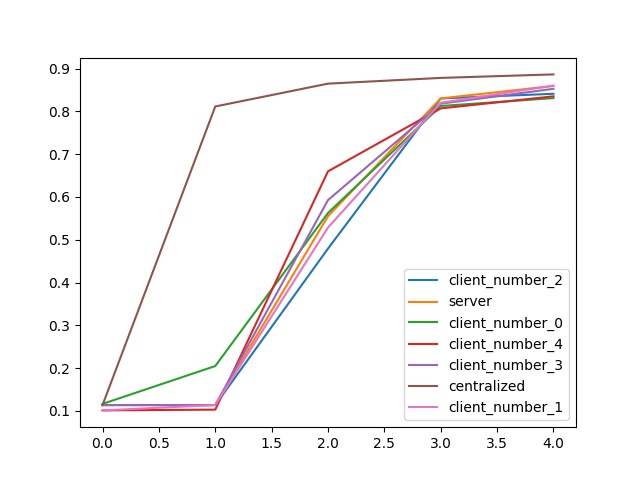 0.9
0.8
0.7
0.6
0.5
0.4
0.3
0.2
0.1
client_number_2
server
client_number_0
client_number_4
client_number_3
centralized
client_number_1
0.0 0.5 1.0 1.5 2.0 2.5 3.0 3.5 4.0